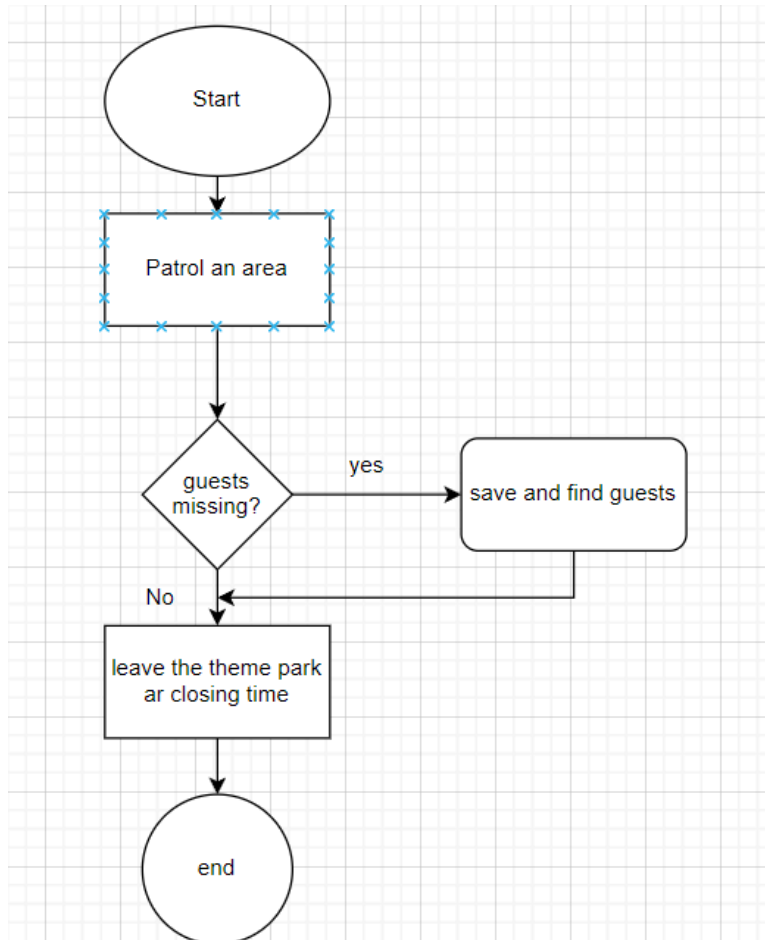 Start
Patrol an area
guests
missing?
yes
save and find guests
No
leave the theme park
ar closing time
end